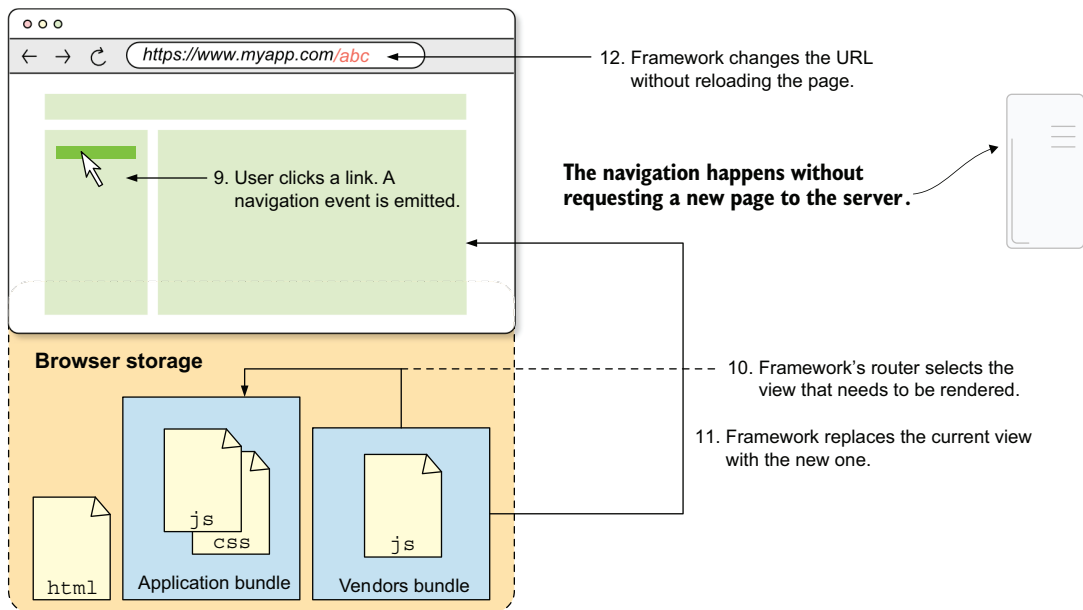 https://www.myapp.com/abc
12. Framework changes the URL
without reloading the page.
The navigation happens without
requesting a new page to the server.
9. User clicks a link. A
navigation event is emitted.
Browser storage
10. Framework's router selects the
view that needs to be rendered.
11. Framework replaces the current view
with the new one.
js
css
js
html
Application bundle
Vendors bundle